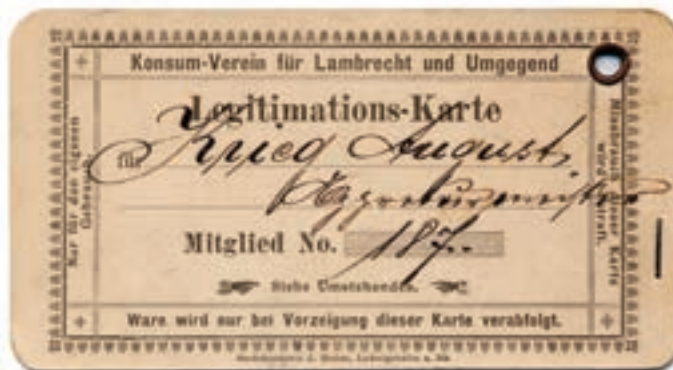 Konsum-Verein für Lambrecht und Umgegend
Legitimations-Karte
für Krieg August,
Appreturmeister
Mitglied No. 187.
Siehe Umstehendes.
Ware wird nur bei Vorzeigung dieser Karte verabfolgt.
Nur für den eigenen
Gebrauch.
Missbrauch dieser Karte
wird bestraft.